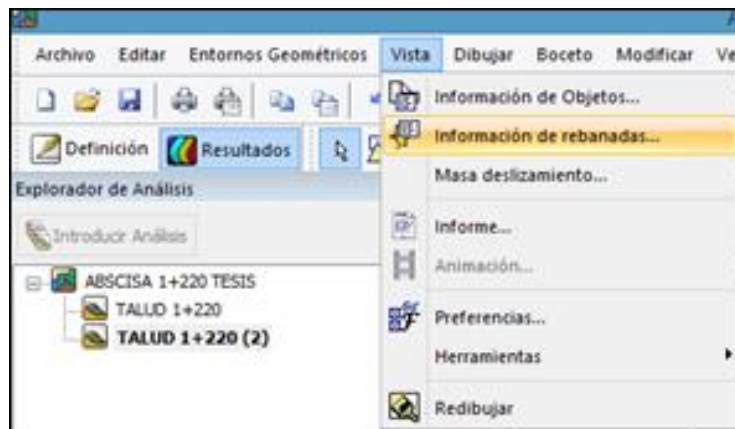 Archivo Editar Entornos Geométricos Vista Dibujar Boceto Modificar Ve
Definición Resultados
Explorador de Análisis
Introducir Análisis
ABSCISA 1+220 TESIS
TALUD 1+220
TALUD 1+220 (2)
Información de Objetos...
Información de rebanadas...
Masa deslizamiento...
Informe...
Animación...
Preferencias...
Herramientas
Redibujar